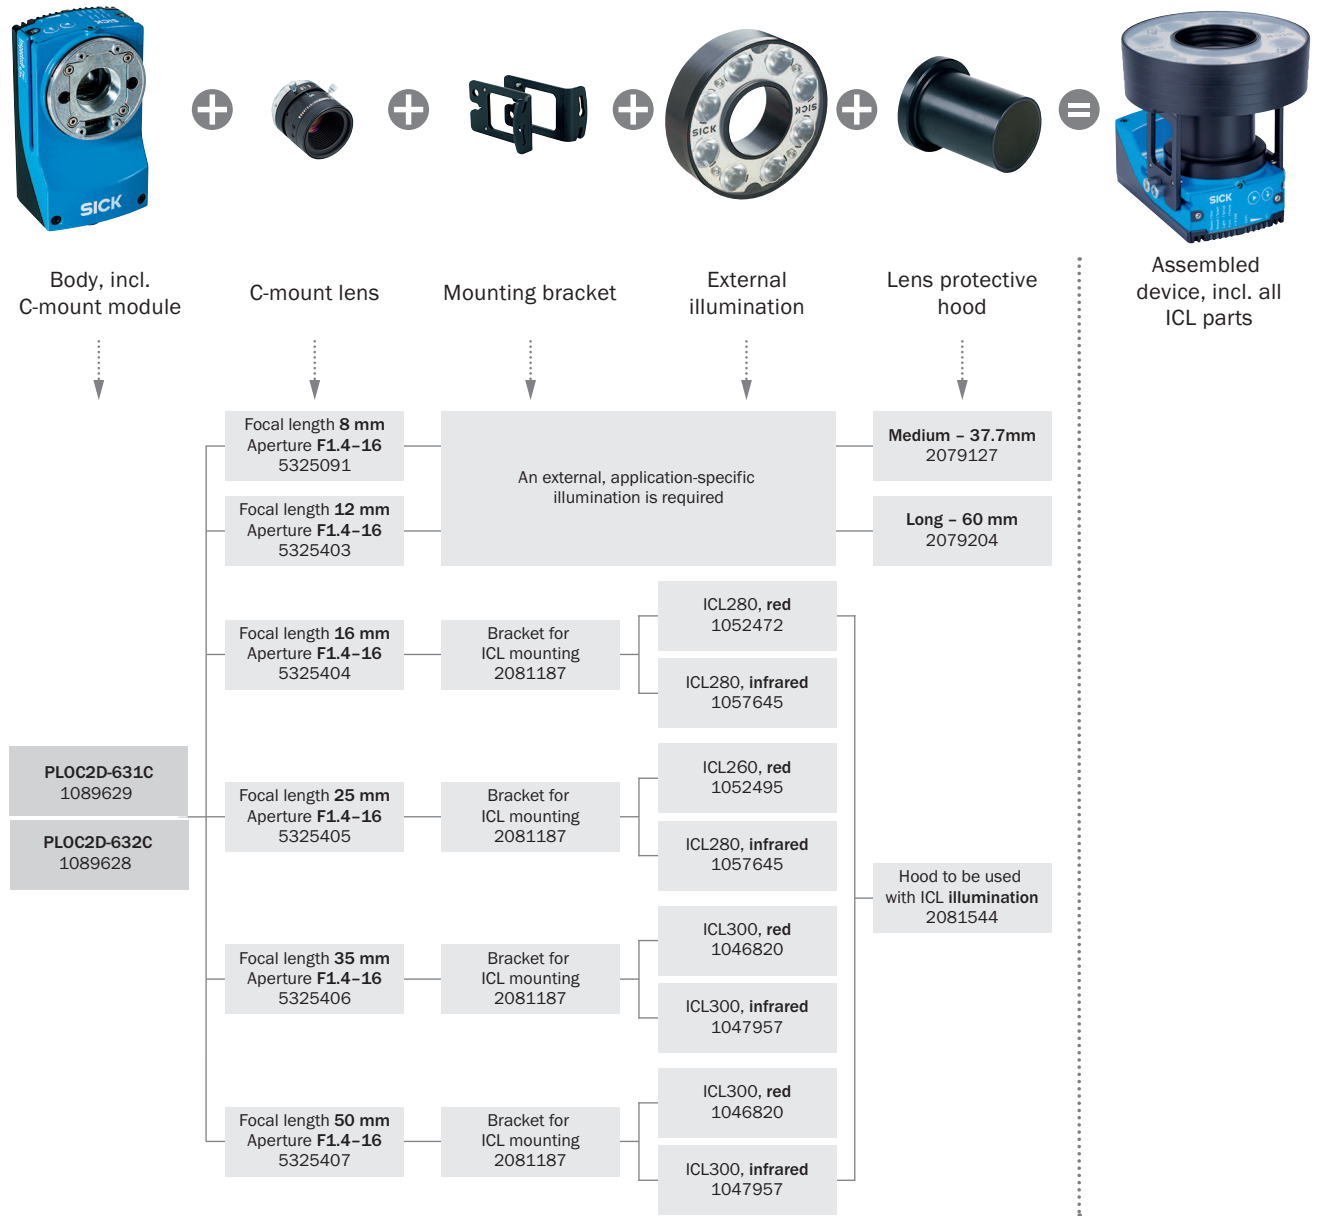 SICK
SICK
SICK
SICK
Body, incl.
C-mount module
C-mount lens
Mounting bracket
External
illumination
Lens protective
hood
Assembled
device, incl. all
ICL parts
Focal length 8 mm
Aperture F1.4–16
5325091
An external, application-specific
illumination is required
Medium – 37.7mm
2079127
Focal length 12 mm
Aperture F1.4–16
5325403
Long – 60 mm
2079204
Focal length 16 mm
Aperture F1.4–16
5325404
Bracket for
ICL mounting
2081187
ICL280, red
1052472
ICL280, infrared
1057645
PLOC2D-631C
1089629
PLOC2D-632C
1089628
Focal length 25 mm
Aperture F1.4–16
5325405
Bracket for
ICL mounting
2081187
ICL260, red
1052495
ICL280, infrared
1057645
Hood to be used
with ICL illumination
2081544
Focal length 35 mm
Aperture F1.4–16
5325406
Bracket for
ICL mounting
2081187
ICL300, red
1046820
ICL300, infrared
1047957
Focal length 50 mm
Aperture F1.4–16
5325407
Bracket for
ICL mounting
2081187
ICL300, red
1046820
ICL300, infrared
1047957